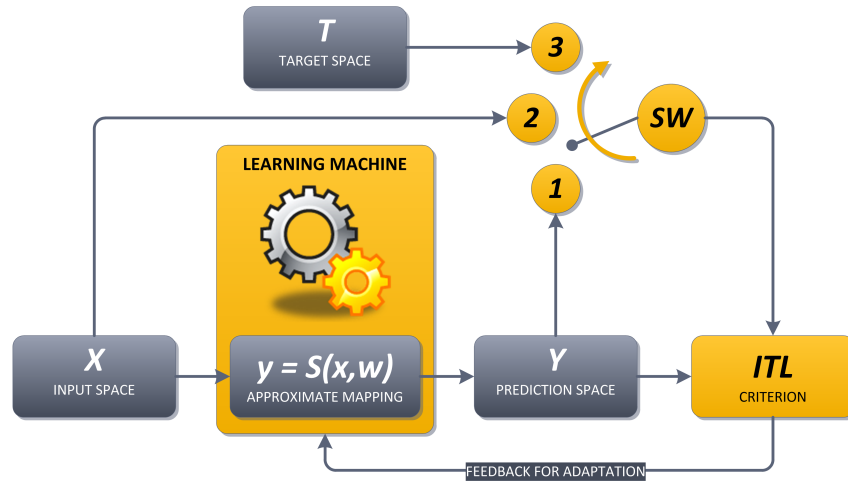 T
TARGET SPACE
3
2
SW
1
LEARNING MACHINE
X
INPUT SPACE
y = S(x,w)
APPROXIMATE MAPPING
Y
PREDICTION SPACE
ITL
CRITERION
FEEDBACK FOR ADAPTATION